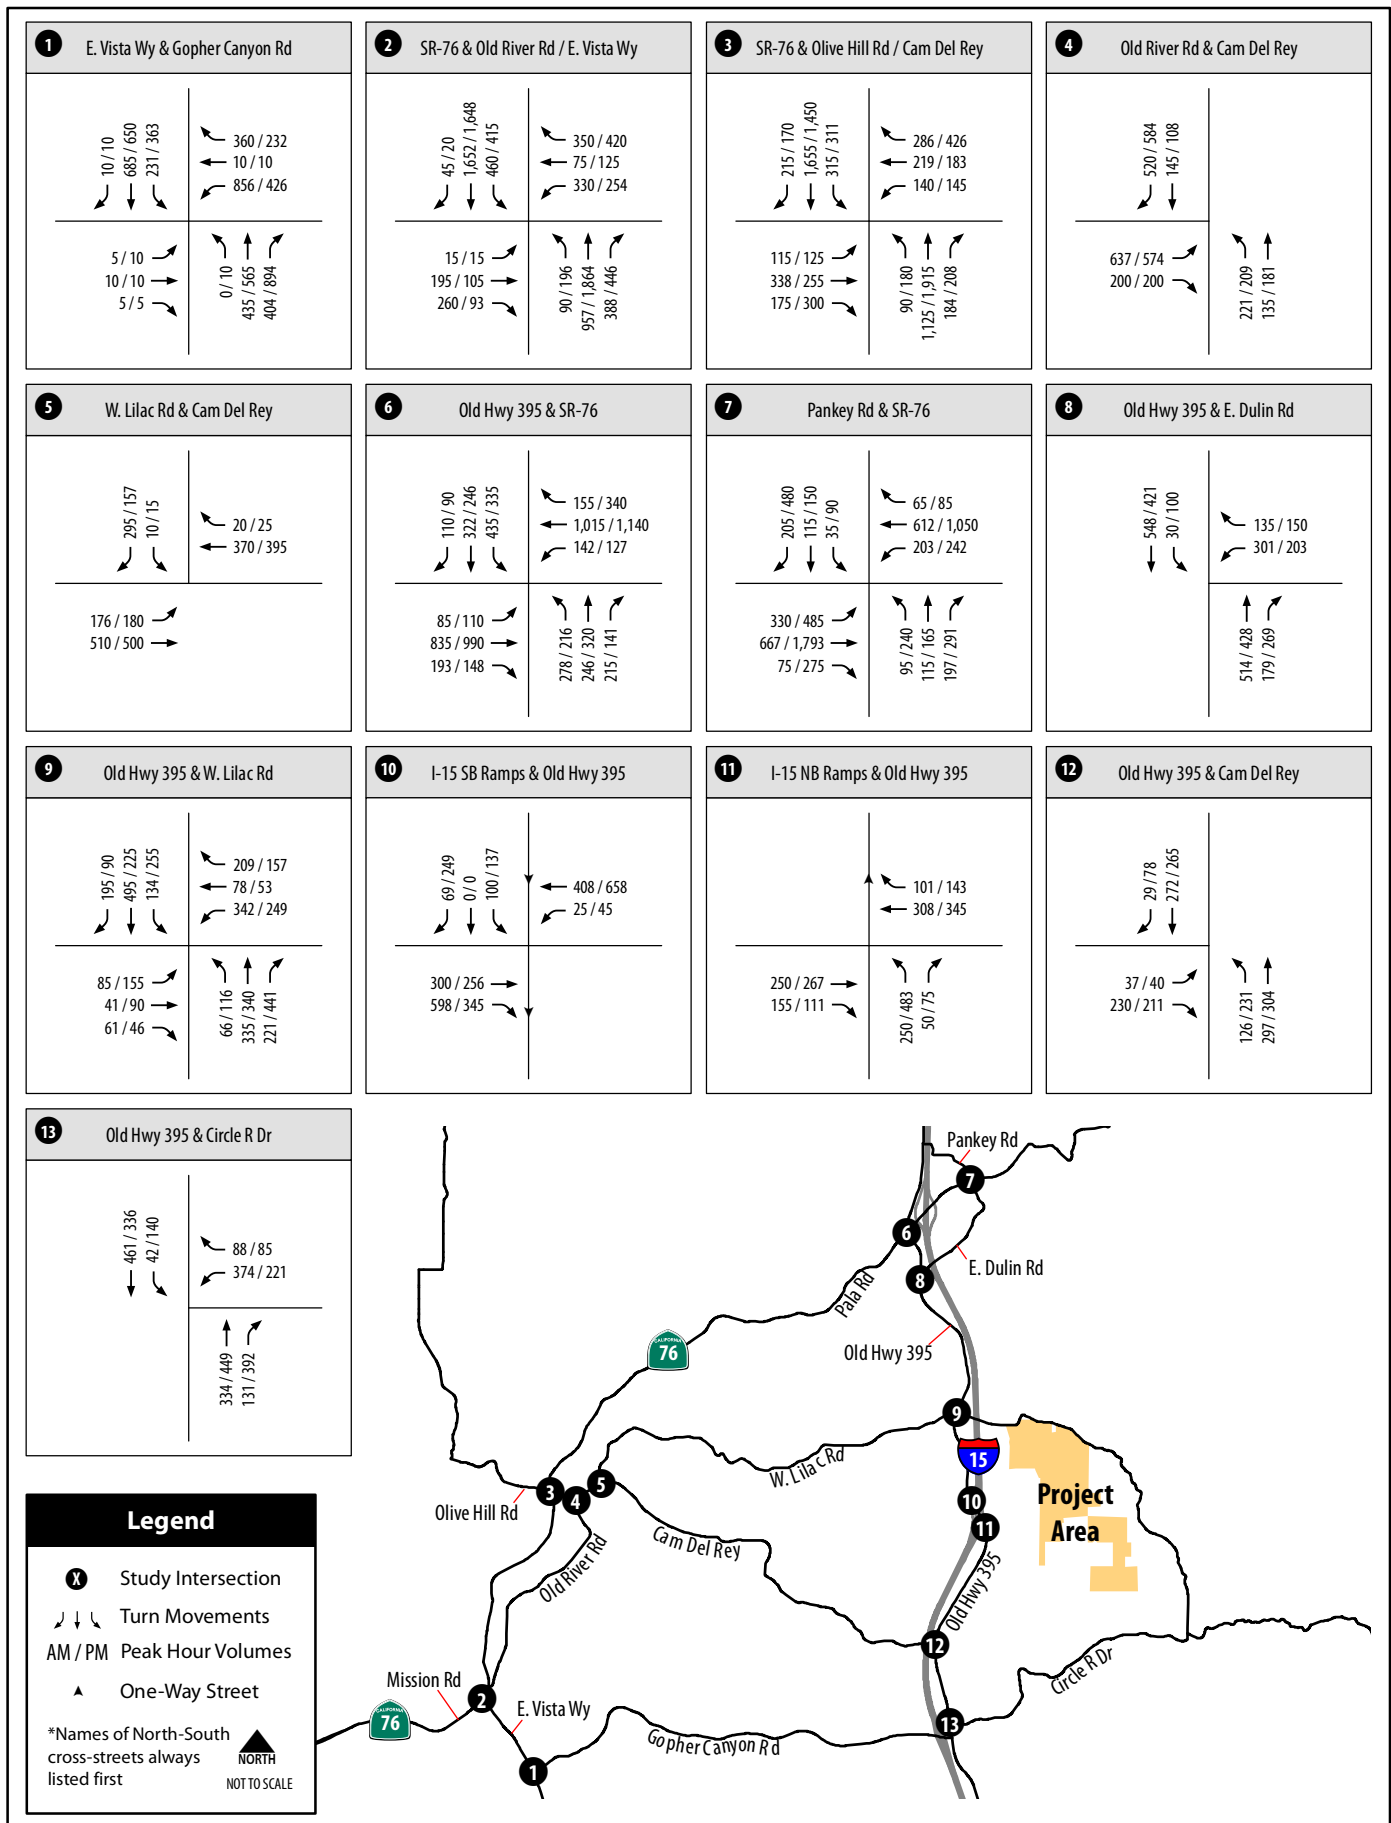 1 E. Vista Wy & Gopher Canyon Rd
10 / 10
685 / 650
231 / 363
360 / 232
10 / 10
856 / 426
5 / 10
10 / 10
5 / 5
0 / 10
435 / 565
404 / 894
2 SR-76 & Old River Rd / E. Vista Wy
45 / 20
1,652 / 1,648
460 / 415
350 / 420
75 / 125
330 / 254
15 / 15
195 / 105
260 / 93
90 / 196
957 / 1,864
388 / 446
3 SR-76 & Olive Hill Rd / Cam Del Rey
215 / 170
1,655 / 1,450
315 / 311
286 / 426
219 / 183
140 / 145
115 / 125
338 / 255
175 / 300
90 / 180
1,125 / 1,915
184 / 208
4 Old River Rd & Cam Del Rey
520 / 584
145 / 108
637 / 574
200 / 200
221 / 209
135 / 181
5 W. Lilac Rd & Cam Del Rey
295 / 157
10 / 15
20 / 25
370 / 395
176 / 180
510 / 500
6 Old Hwy 395 & SR-76
110 / 90
322 / 246
435 / 335
155 / 340
1,015 / 1,140
142 / 127
85 / 110
835 / 990
193 / 148
278 / 216
246 / 320
215 / 141
7 Pankey Rd & SR-76
205 / 480
115 / 150
35 / 90
65 / 85
612 / 1,050
203 / 242
330 / 485
667 / 1,793
75 / 275
95 / 240
115 / 165
197 / 291
8 Old Hwy 395 & E. Dulin Rd
548 / 421
30 / 100
135 / 150
301 / 203
514 / 428
179 / 269
9 Old Hwy 395 & W. Lilac Rd
195 / 90
495 / 225
134 / 255
209 / 157
78 / 53
342 / 249
85 / 155
41 / 90
61 / 46
66 / 116
335 / 340
221 / 441
10 I-15 SB Ramps & Old Hwy 395
69 / 249
0 / 0
100 / 137
408 / 658
25 / 45
300 / 256
598 / 345
11 I-15 NB Ramps & Old Hwy 395
101 / 143
308 / 345
250 / 267
155 / 111
250 / 483
50 / 75
12 Old Hwy 395 & Cam Del Rey
29 / 78
272 / 265
37 / 40
230 / 211
126 / 231
297 / 304
13 Old Hwy 395 & Circle R Dr
461 / 336
42 / 140
88 / 85
374 / 221
334 / 449
131 / 392
Pankey Rd
7
6
E. Dulin Rd
8
Pala Rd
Old Hwy 395
CALIFORNIA
76
9
W. Lilac Rd
15
Project
Area
5
3
4
10
11
Olive Hill Rd
Cam Del Rey
Old River Rd
Old Hwy 395
12
Circle R Dr
Mission Rd
2
E. Vista Wy
CALIFORNIA
76
13
Gopher Canyon Rd
1
Legend
X Study Intersection
Turn Movements
AM / PM Peak Hour Volumes
One-Way Street
*Names of North-South
cross-streets always
listed first
NORTH
NOT TO SCALE